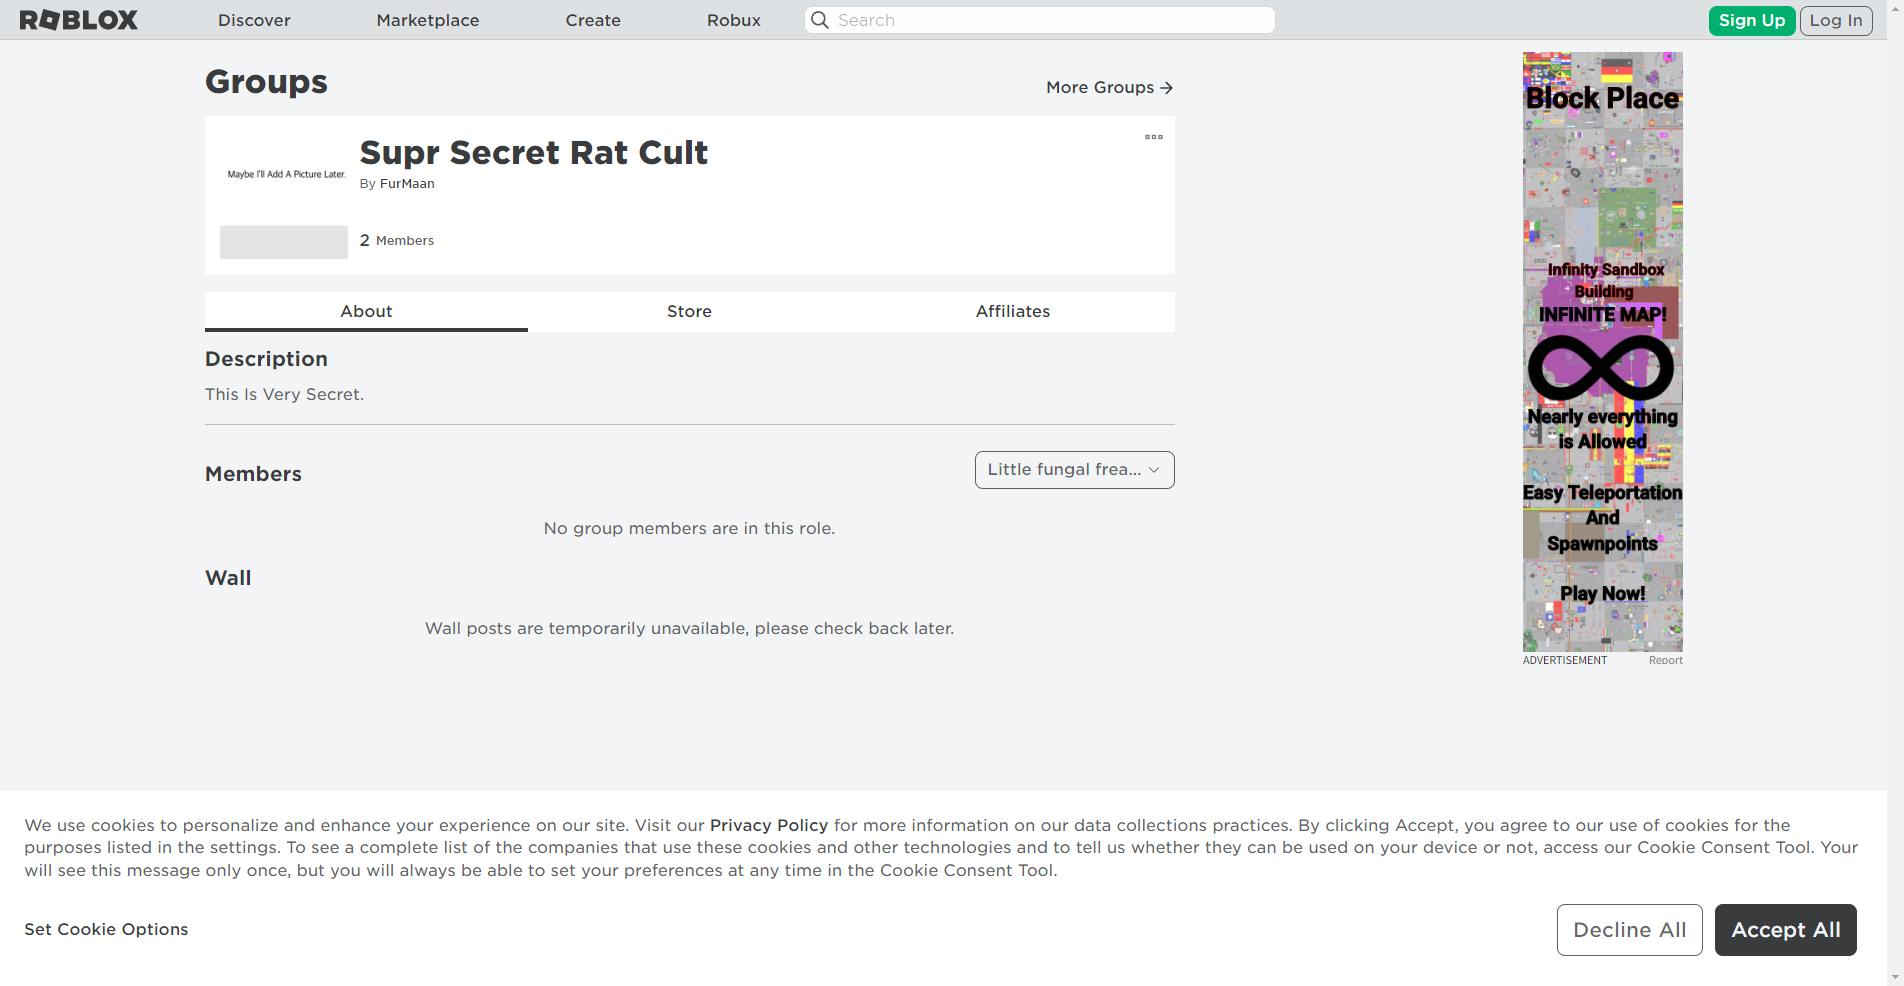 ROBLOX
Discover
Marketplace
Create
Robux
Search
Sign Up
Log In
Groups
More Groups
Maybe I'll Add A Picture Later.
Supr Secret Rat Cult
By FurMaan
2 Members
About
Store
Affiliates
Description
This Is Very Secret.
Members
Little fungal frea...
No group members are in this role.
Wall
Wall posts are temporarily unavailable, please check back later.
Block Place
Infinity Sandbox
Building
INFINITE MAP!
Nearly everything
is Allowed
Easy Teleportation
And
Spawnpoints
Play Now!
ADVERTISEMENT
Report
We use cookies to personalize and enhance your experience on our site. Visit our Privacy Policy for more information on our data collections practices. By clicking Accept, you agree to our use of cookies for the
purposes listed in the settings. To see a complete list of the companies that use these cookies and other technologies and to tell us whether they can be used on your device or not, access our Cookie Consent Tool. Your
will see this message only once, but you will always be able to set your preferences at any time in the Cookie Consent Tool.
Set Cookie Options
Decline All
Accept All